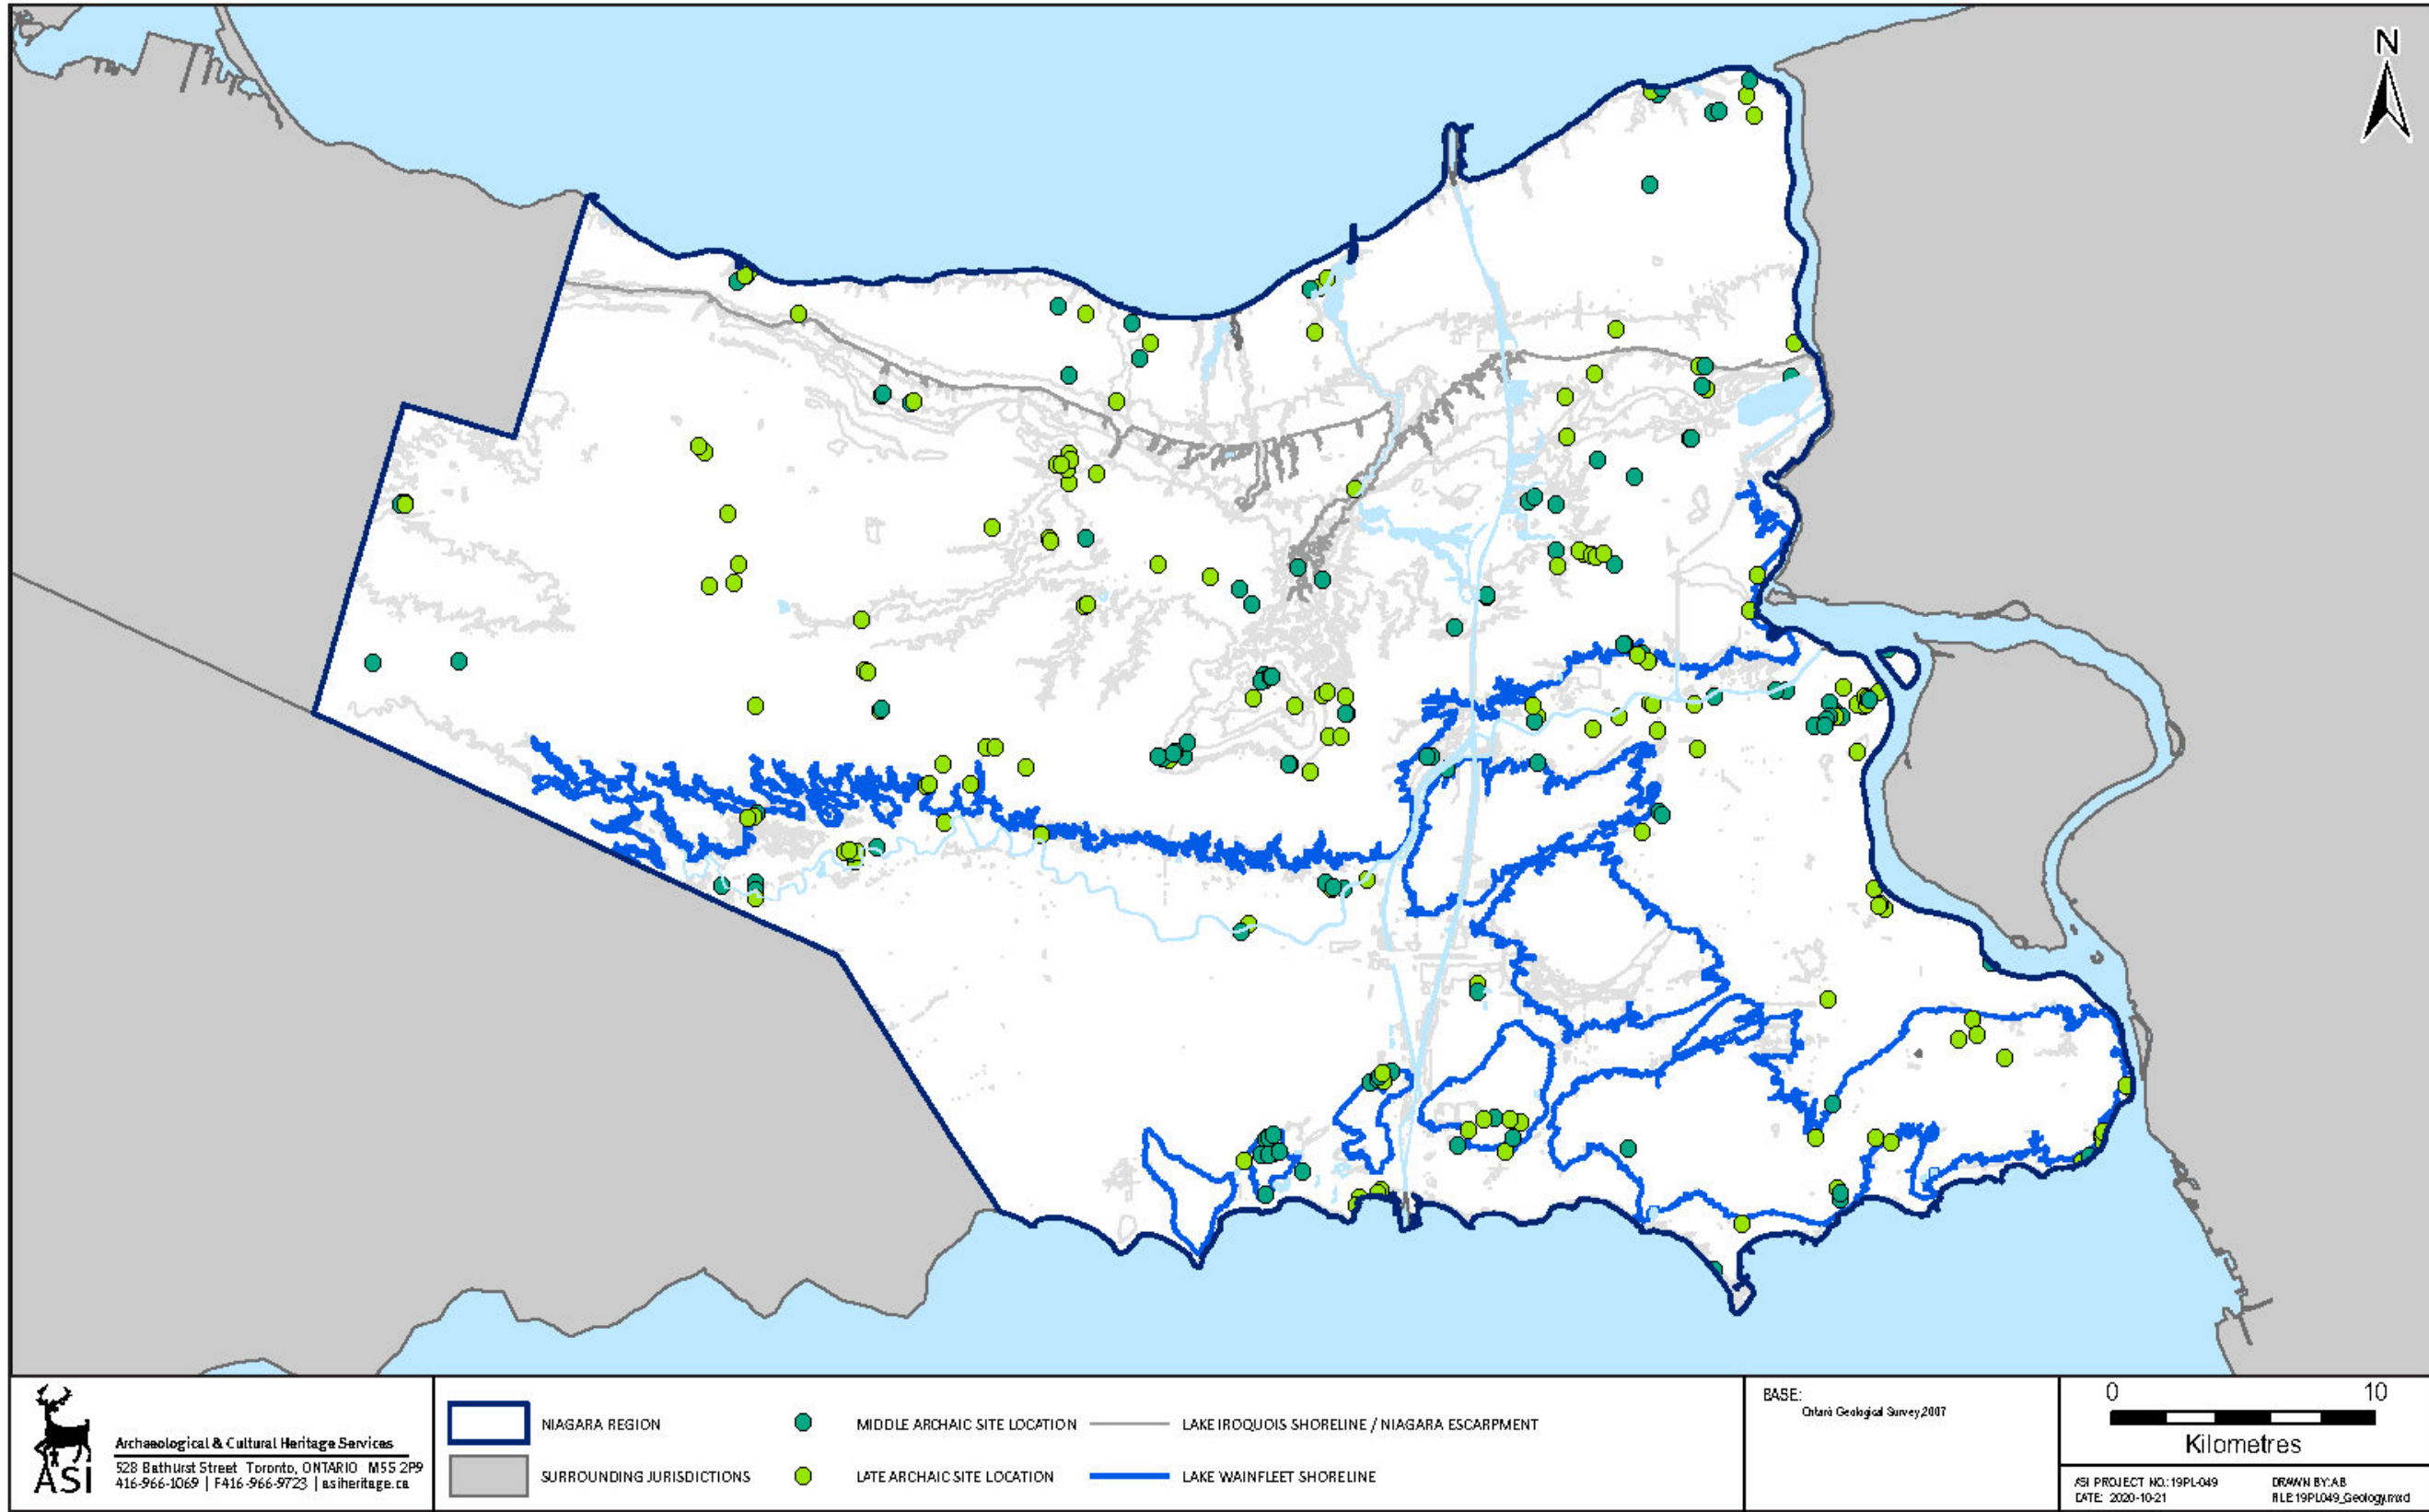 N
ASI
Archaeological & Cultural Heritage Services
528 Bathurst Street Toronto, ONTARIO M5S 2P9
416-966-1069 | F416-966-9723 | asiheritage.ca
NIAGARA REGION
SURROUNDING JURISDICTIONS
MIDDLE ARCHAIC SITE LOCATION
LATE ARCHAIC SITE LOCATION
LAKE IROQUOIS SHORELINE / NIAGARA ESCARPMENT
LAKE WAINFLEET SHORELINE
BASE:
Ontario Geological Survey, 2007
0 10
Kilometres
ASI PROJECT NO.: 19PL-049
DATE: 2020-10-21
DRAWN BY: AB
FILE 19PL049_Geology.mxd